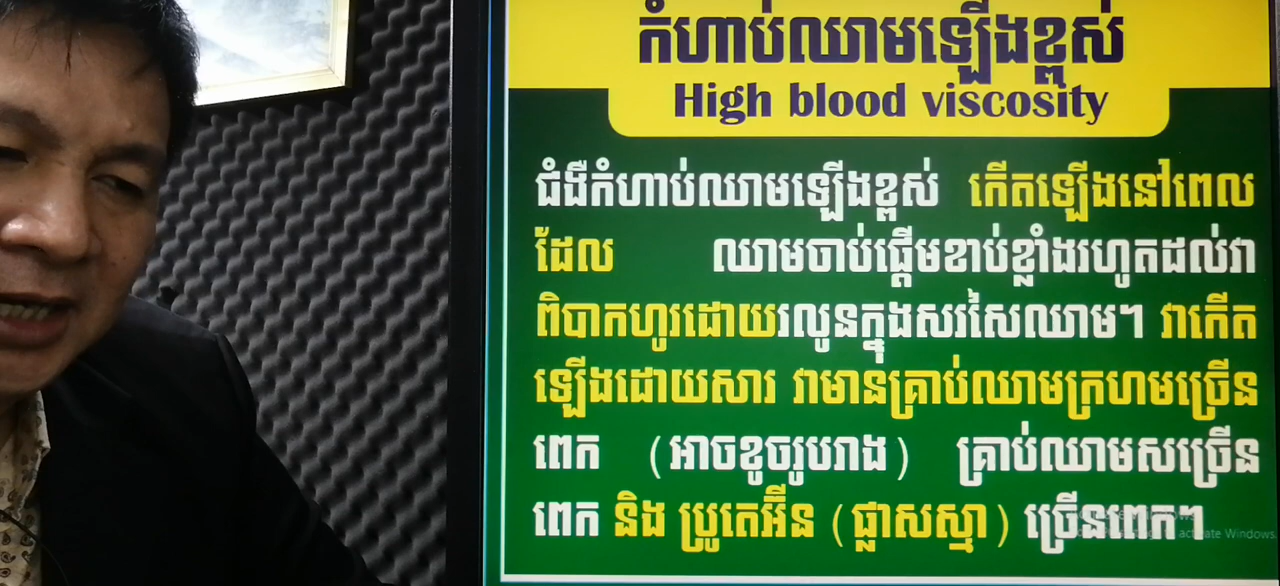 កំហាប់ឈាមឡើងខ្ពស់
High blood viscosity
ជំងឺកំហាប់ឈាមឡើងខ្ពស់ កើតឡើងនៅពេល
ដែល ឈាមចាប់ផ្តើមខាប់ខ្លាំងរហូតដល់វា
ពិបាកហូរដោយរលូនក្នុងសរសៃឈាម។ វាកើត
ឡើងដោយសារ វាមានគ្រាប់ឈាមក្រហមច្រើន
ពេក (អាចខូចរូបរាង) គ្រាប់ឈាមសច្រើន
ពេក និង ប្រូតេអ៊ីន (ផ្លាសស្មា) ច្រើនពេក។
activate Windows.